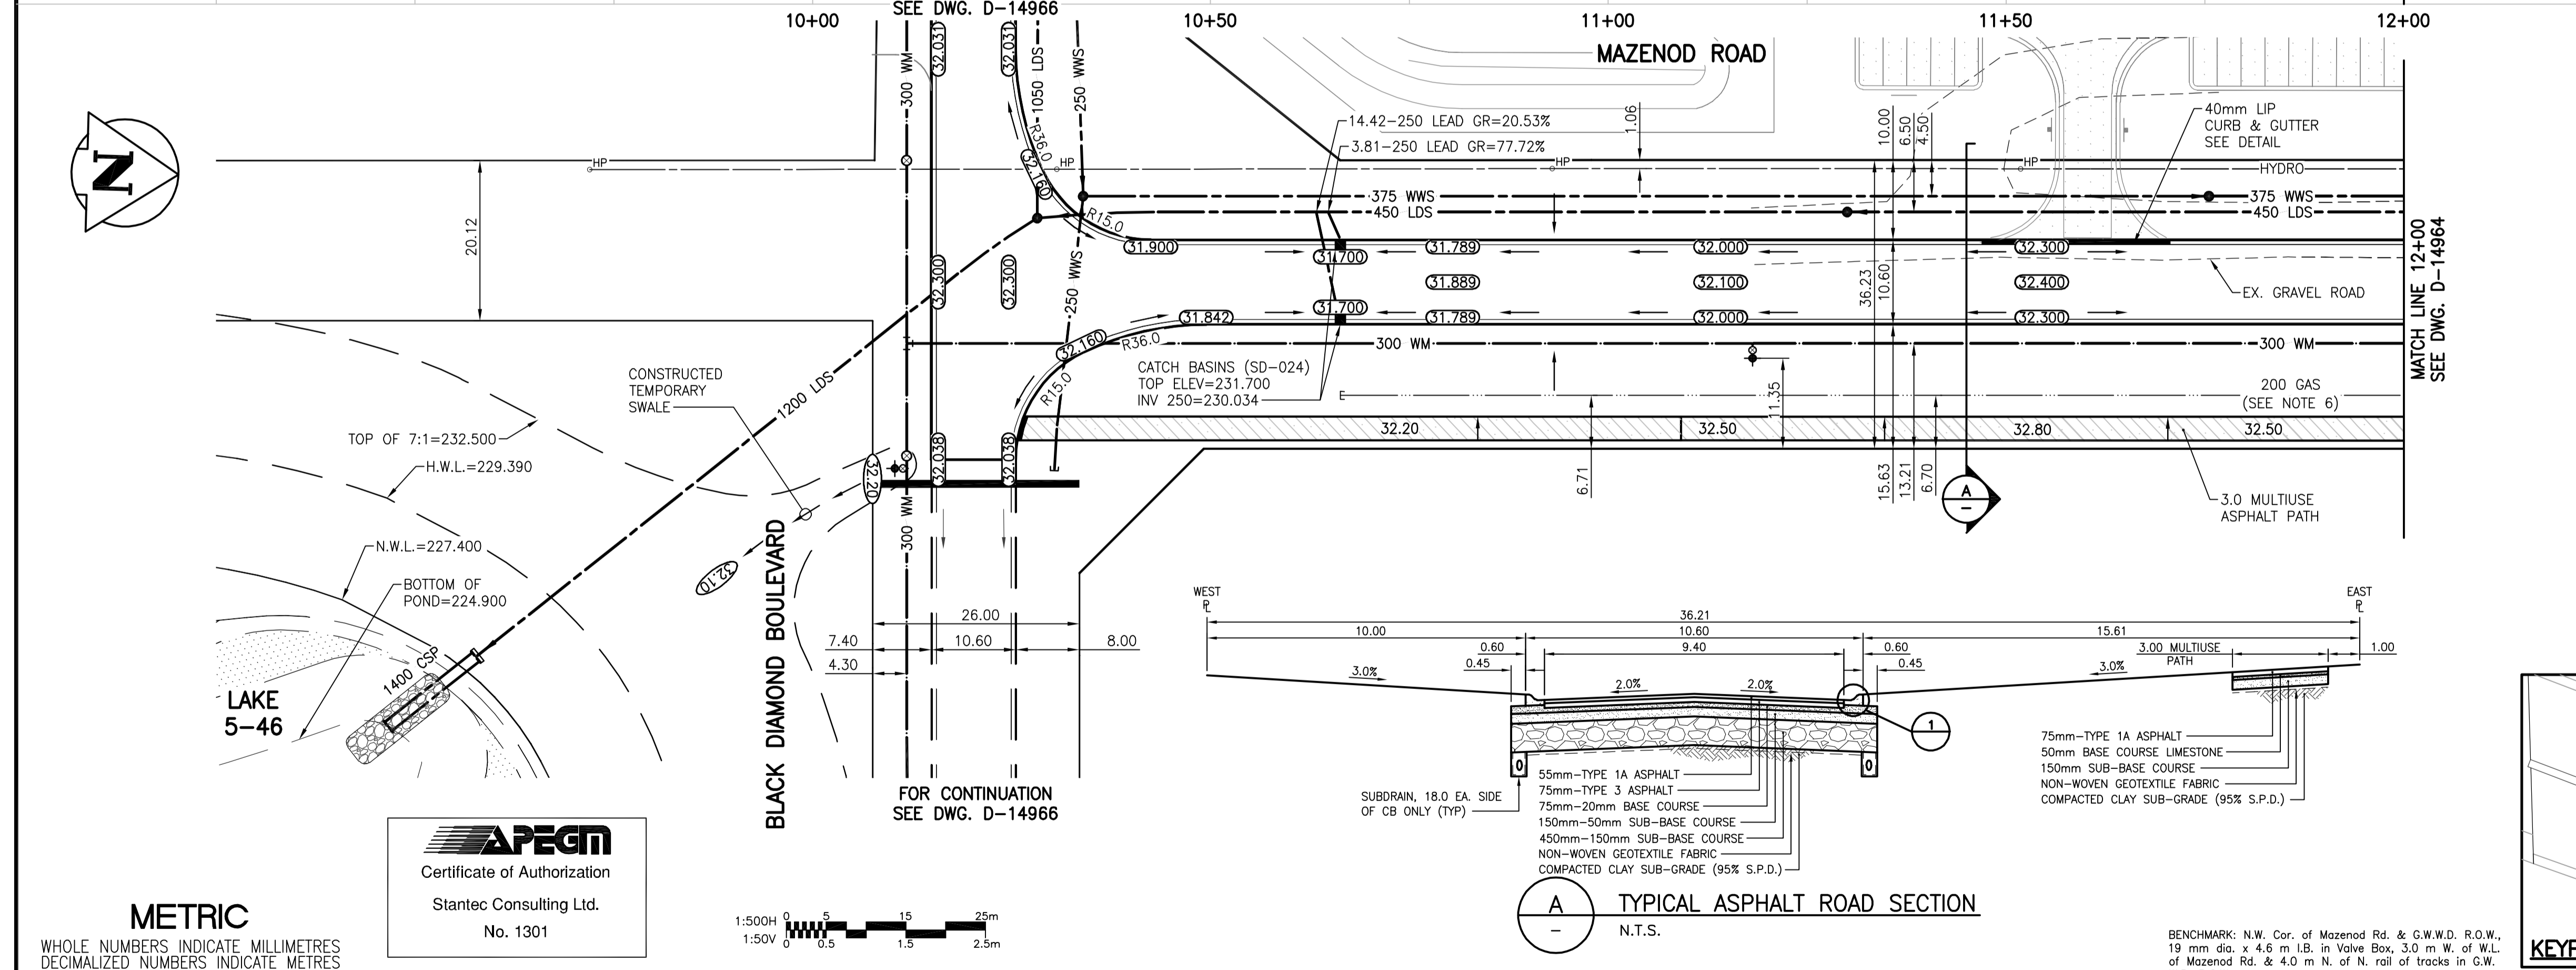 SEE DWG. D-14966
10+00
10+50
11+00
11+50
12+00
MAZENOD ROAD
N
300 WM
32.031
32.031
1050 LDS
250 WWS
14.42-250 LEAD GR=20.53%
3.81-250 LEAD GR=77.72%
1.06
10.00
6.50
4.50
40mm LIP
CURB & GUTTER
SEE DETAIL
HP
HP
HP
HP
HYDRO
R36.0
32.160
R15.0
375 WWS
450 LDS
375 WWS
450 LDS
20.12
31.900
31.700
31.789
32.000
32.300
32.300
32.300
250 WWS
31.889
32.100
32.400
36.23
10.60
EX. GRAVEL ROAD
31.842
31.700
31.789
32.000
32.300
32.160
R36.0
R15.0
300 WM
300 WM
MATCH LINE 12+00
SEE DWG. D-14964
CATCH BASINS (SD-024)
TOP ELEV=231.700
INV 250=230.034
E
11.35
200 GAS
(SEE NOTE 6)
CONSTRUCTED
TEMPORARY
SWALE
1200 LDS
TOP OF 7:1=232.500
H.W.L.=229.390
N.W.L.=227.400
BOTTOM OF
POND=224.900
32.20
32.50
32.80
32.50
32.20
32.038
32.038
6.71
15.63
13.21
6.70
A
-
3.0 MULTIUSE
ASPHALT PATH
300 WM
32.10
BLACK DIAMOND BOULEVARD
26.00
7.40
10.60
8.00
4.30
1400 CSP
LAKE
5-46
FOR CONTINUATION
SEE DWG. D-14966
WEST
PL
EAST
PL
36.21
10.00
10.60
15.61
0.60
9.40
0.60
3.00 MULTIUSE
PATH
1.00
0.45
0.45
3.0%
2.0%
2.0%
3.0%
1
SUBDRAIN, 18.0 EA. SIDE
OF CB ONLY (TYP)
55mm-TYPE 1A ASPHALT
75mm-TYPE 3 ASPHALT
75mm-20mm BASE COURSE
150mm-50mm SUB-BASE COURSE
450mm-150mm SUB-BASE COURSE
NON-WOVEN GEOTEXTILE FABRIC
COMPACTED CLAY SUB-GRADE (95% S.P.D.)
75mm-TYPE 1A ASPHALT
50mm BASE COURSE LIMESTONE
150mm SUB-BASE COURSE
NON-WOVEN GEOTEXTILE FABRIC
COMPACTED CLAY SUB-GRADE (95% S.P.D.)
A
-
TYPICAL ASPHALT ROAD SECTION
N.T.S.
APEGM
Certificate of Authorization
Stantec Consulting Ltd.
No. 1301
METRIC
WHOLE NUMBERS INDICATE MILLIMETRES
DECIMALIZED NUMBERS INDICATE METRES
1:500H 0 5 15 25m
1:50V 0 0.5 1.5 2.5m
BENCHMARK: N.W. Cor. of Mazenod Rd. & G.W.W.D. R.O.W.,
19 mm dia. x 4.6 m I.B. in Valve Box, 3.0 m W. of W.L.
of Mazenod Rd. & 4.0 m N. of N. rail of tracks in G.W.